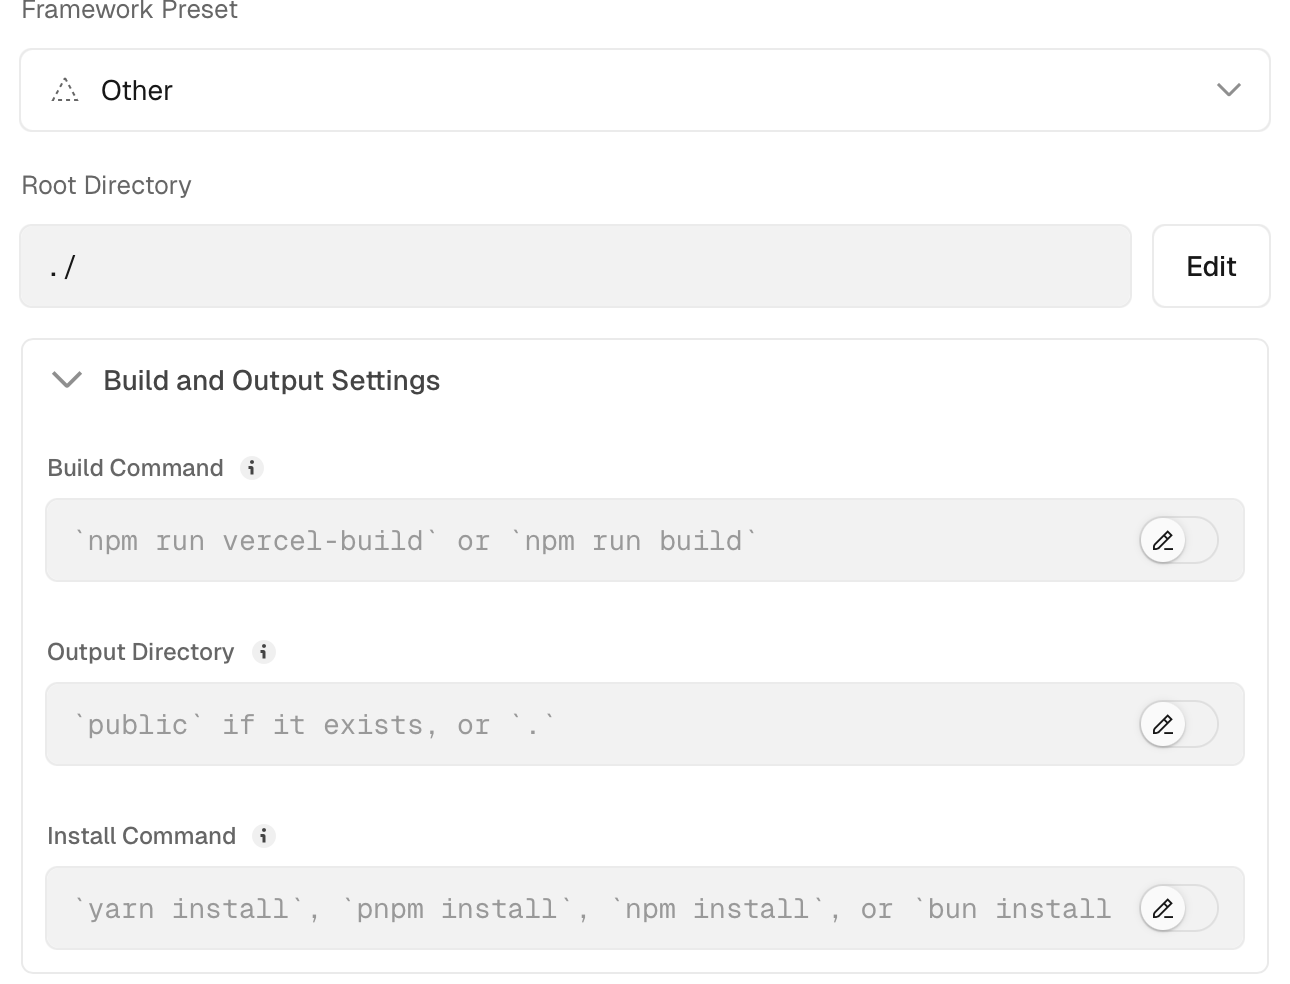 Framework Preset
Other
Root Directory
./
Edit
Build and Output Settings
Build Command
`npm run vercel-build` or `npm run build`
Output Directory
`public` if it exists, or `.`
Install Command
`yarn install`, `pnpm install`, `npm install`, or `bun install